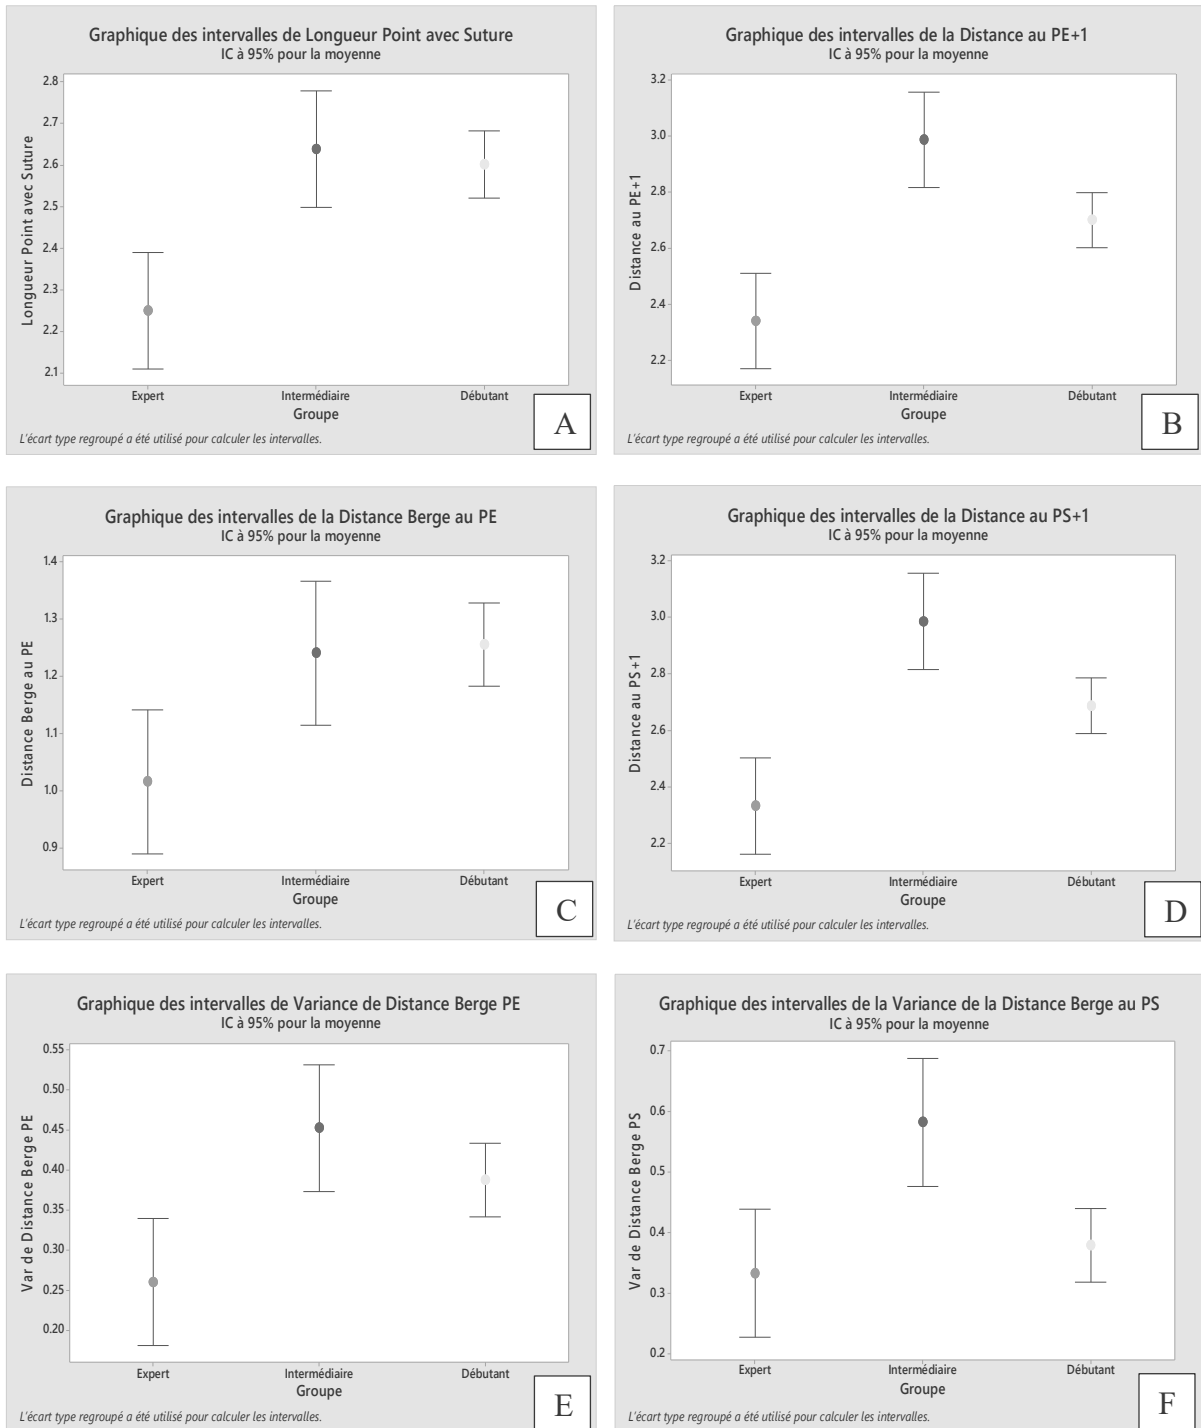 Graphique des intervalles de Longueur Point avec Suture
IC à 95% pour la moyenne
Longueur Point avec Suture
2.8
2.7
2.6
2.5
2.4
2.3
2.2
2.1
Expert Intermédiaire Débutant
Groupe
L'écart type regroupé a été utilisé pour calculer les intervalles.
A
Graphique des intervalles de la Distance au PE+1
IC à 95% pour la moyenne
Distance au PE+1
3.2
3.0
2.8
2.6
2.4
2.2
Expert Intermédiaire Débutant
Groupe
L'écart type regroupé a été utilisé pour calculer les intervalles.
B
Graphique des intervalles de la Distance Berge au PE
IC à 95% pour la moyenne
Distance Berge au PE
1.4
1.3
1.2
1.1
1.0
0.9
Expert Intermédiaire Débutant
Groupe
L'écart type regroupé a été utilisé pour calculer les intervalles.
C
Graphique des intervalles de la Distance au PS+1
IC à 95% pour la moyenne
Distance au PS+1
3.2
3.0
2.8
2.6
2.4
2.2
Expert Intermédiaire Débutant
Groupe
L'écart type regroupé a été utilisé pour calculer les intervalles.
D
Graphique des intervalles de Variance de Distance Berge PE
IC à 95% pour la moyenne
Var de Distance Berge PE
0.55
0.50
0.45
0.40
0.35
0.30
0.25
0.20
Expert Intermédiaire Débutant
Groupe
L'écart type regroupé a été utilisé pour calculer les intervalles.
E
Graphique des intervalles de la Variance de la Distance Berge au PS
IC à 95% pour la moyenne
Var de Distance Berge PS
0.7
0.6
0.5
0.4
0.3
0.2
Expert Intermédiaire Débutant
Groupe
L'écart type regroupé a été utilisé pour calculer les intervalles.
F